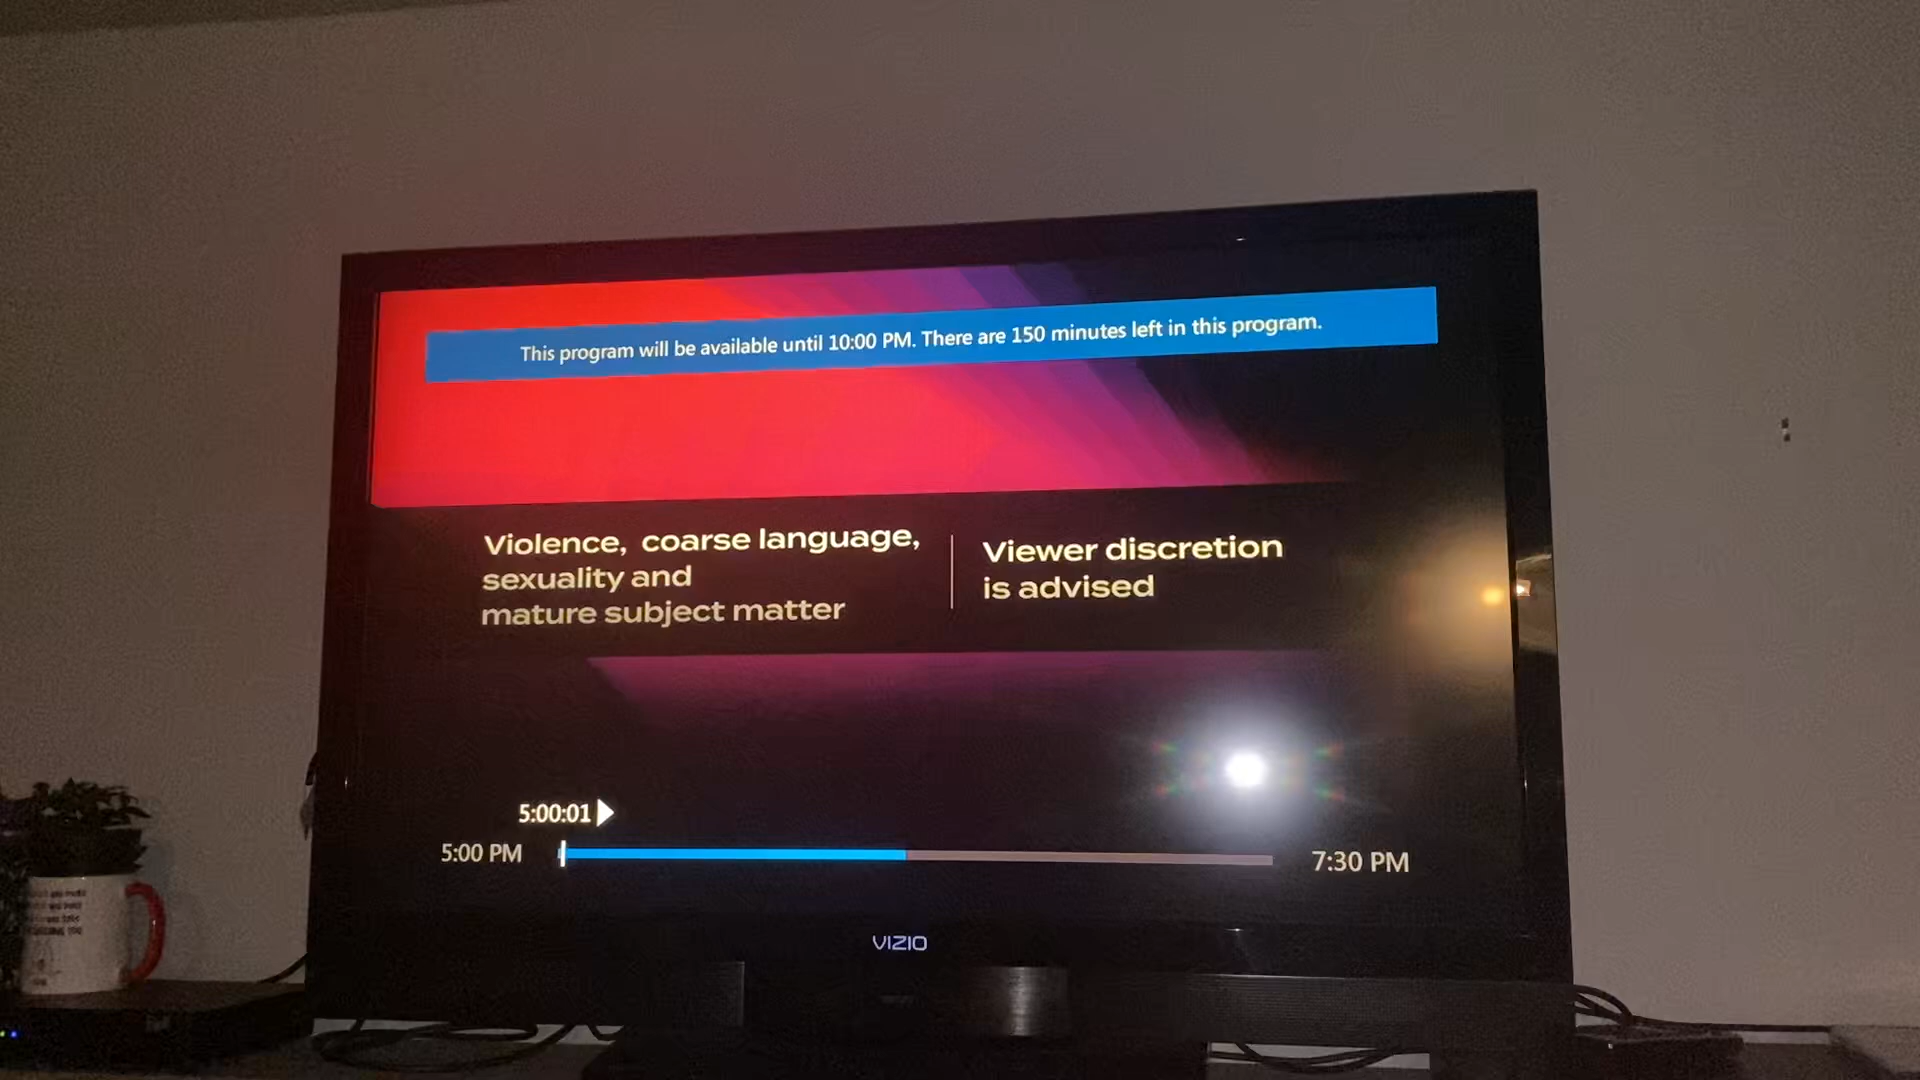 This program will be available until 10:00 PM. There are 150 minutes left in this program.
Violence, coarse language,
sexuality and
mature subject matter
Viewer discretion
is advised
5:00:01
5:00 PM
7:30 PM
VIZIO